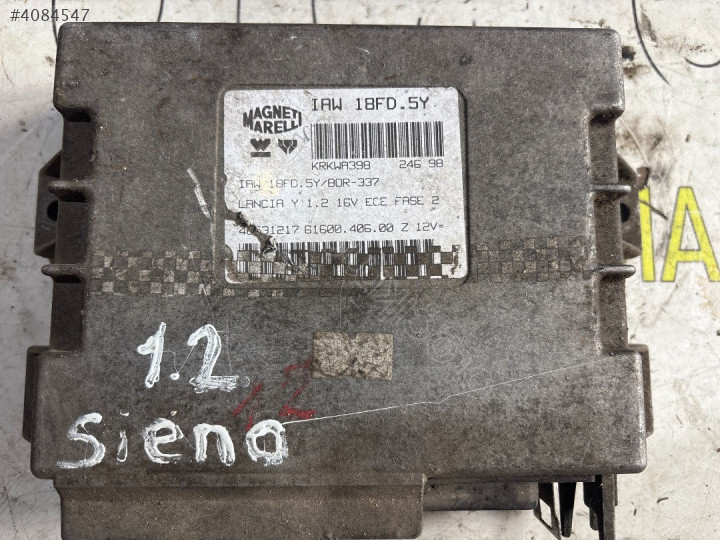 #4084547
IAW 18FD.5Y
MAGNETI
MARELLI
KRKWA398 246 98
IAW 18FD.5Y/BOR-337
LANCIA Y 1.2 16V ECE FASE 2
61600.406.00 Z 12V=
1.2
1.2
siena
IA